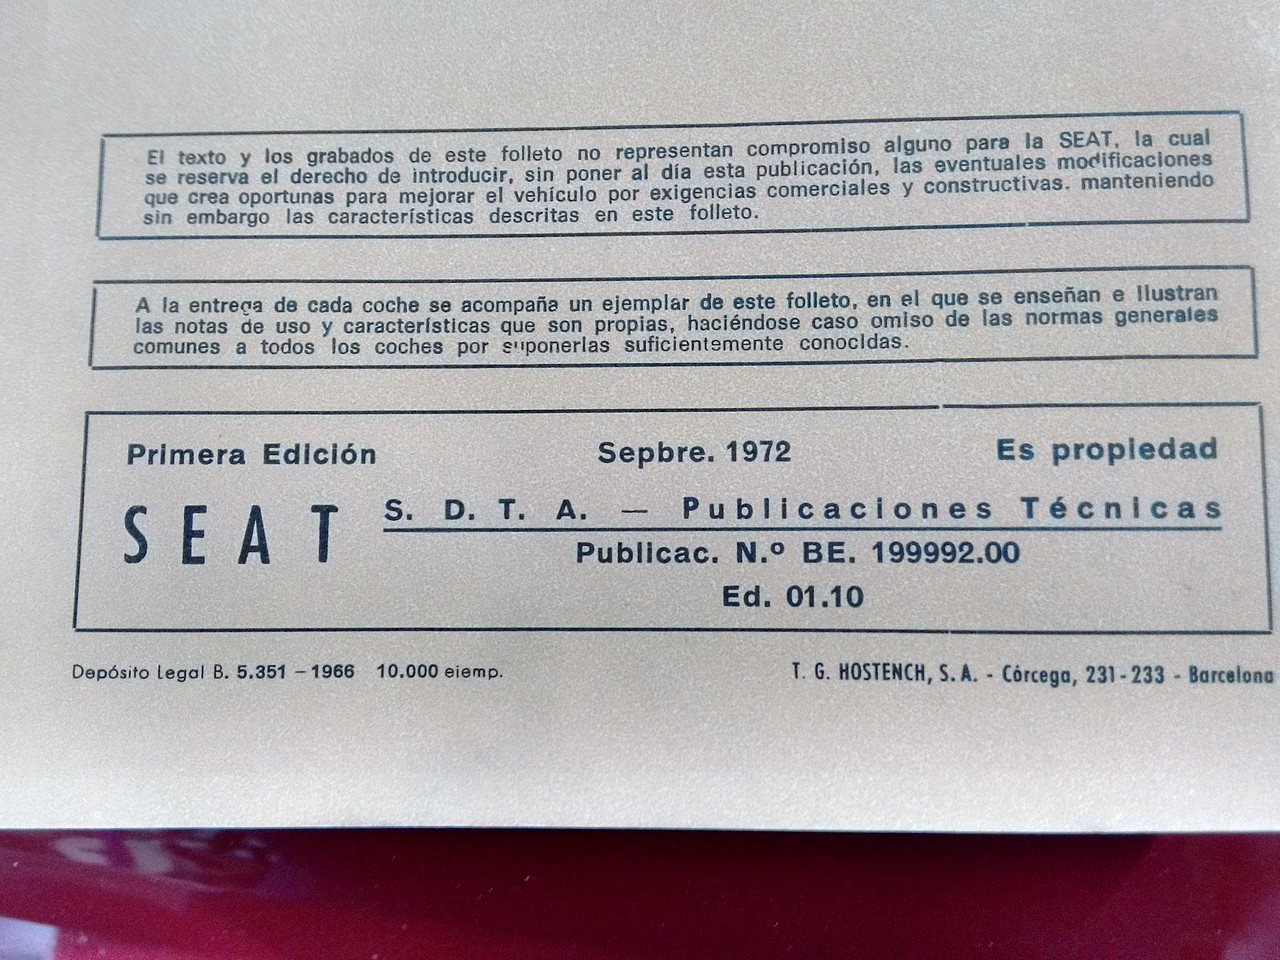 El texto y los grabados de este folleto no representan compromiso alguno para la SEAT, la cual
se reserva el derecho de introducir, sin poner al día esta publicación, las eventuales modificaciones
que crea oportunas para mejorar el vehículo por exigencias comerciales y constructivas. manteniendo
sin embargo las características descritas en este folleto.
A la entrega de cada coche se acompaña un ejemplar de este folleto, en el que se enseñan e Ilustran
las notas de uso y características que son propias, haciéndose caso omiso de las normas generales
comunes a todos los coches por suponerlas suficientemente conocidas.
Primera Edición Sepbre. 1972 Es propiedad
SEAT S. D. T. A. — Publicaciones Técnicas
Publicac. N.º BE. 199992.00
Ed. 01.10
Depósito Legal B. 5.351 – 1966 10.000 ejemp. T. G. HOSTENCH, S. A. - Córcega, 231-233 - Barcelona